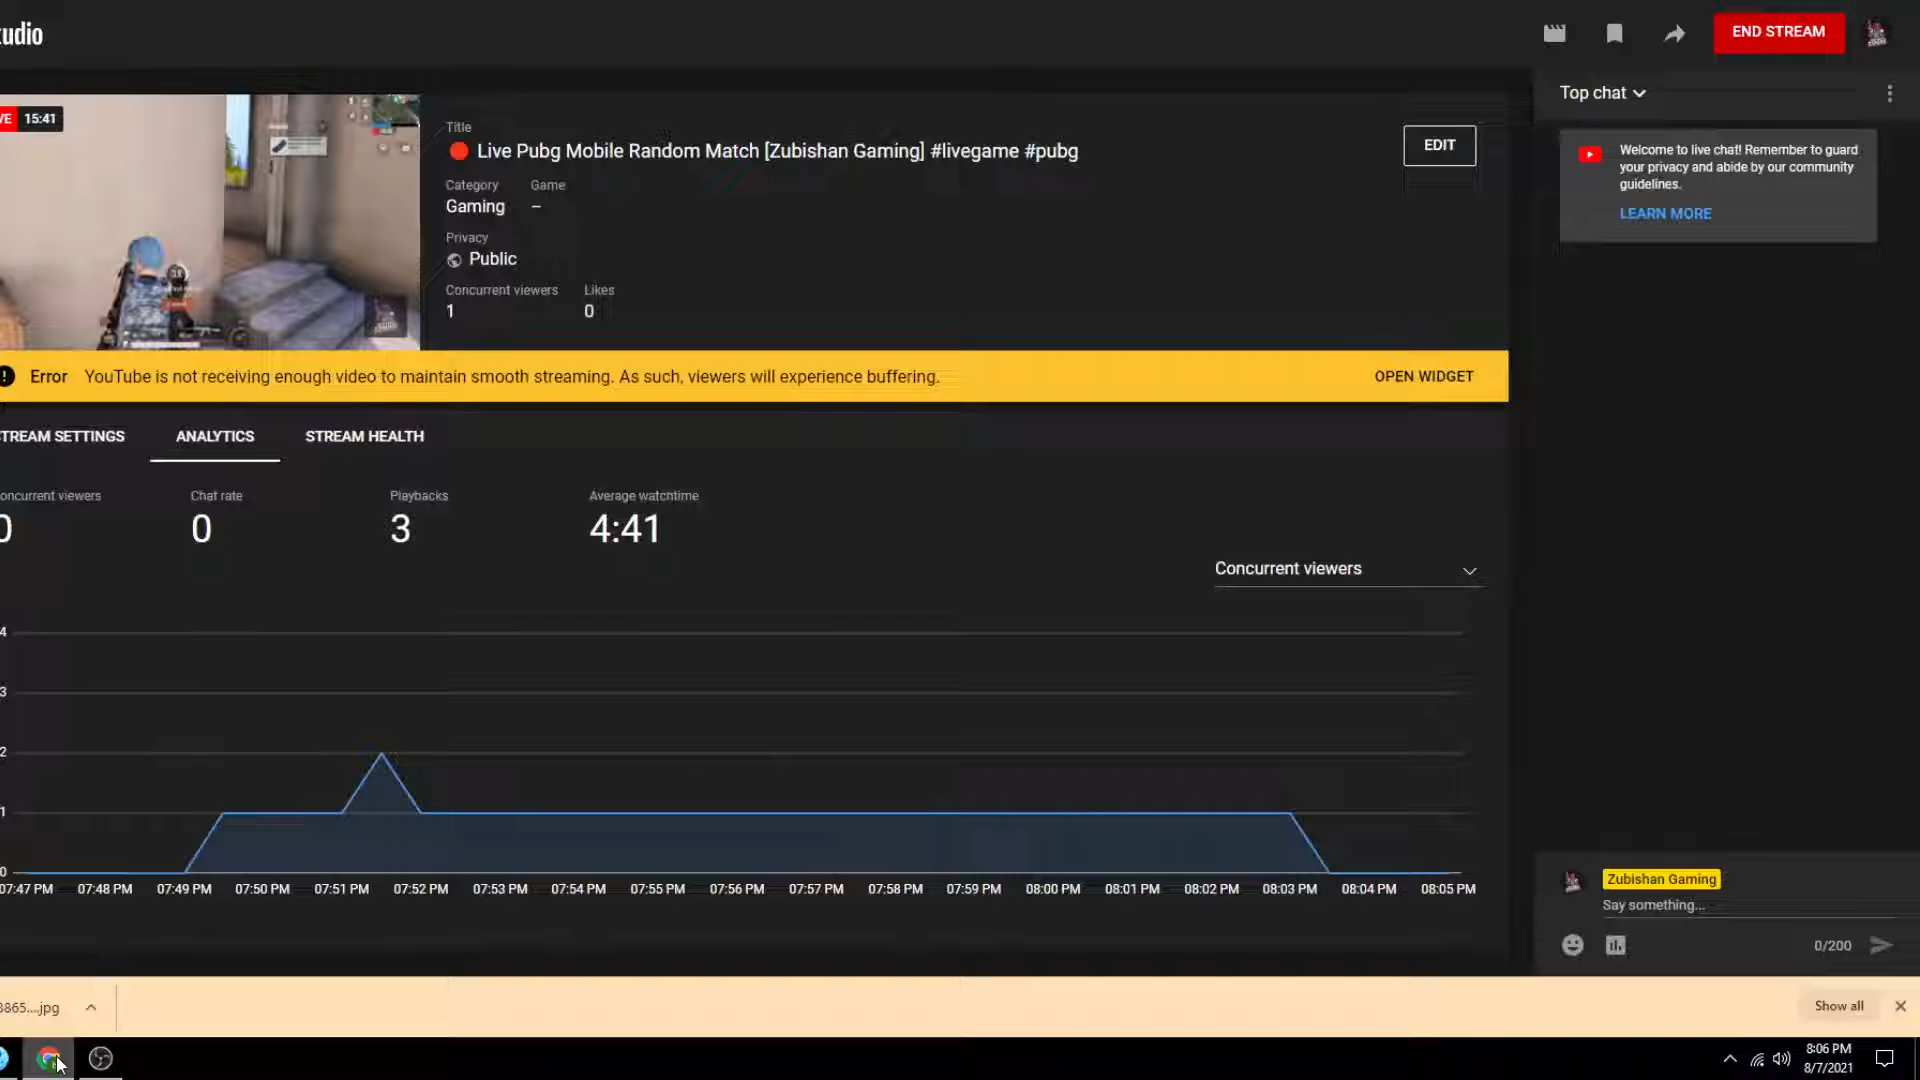 udio
END STREAM
VE 15:41
Title
Live Pubg Mobile Random Match [Zubishan Gaming] #livegame #pubg
EDIT
Category Game
Gaming –
Privacy
Public
Concurrent viewers Likes
1 0
Error YouTube is not receiving enough video to maintain smooth streaming. As such, viewers will experience buffering. OPEN WIDGET
TREAM SETTINGS ANALYTICS STREAM HEALTH
oncurrent viewers Chat rate Playbacks Average watchtime
0 0 3 4:41
Concurrent viewers
4
3
2
1
0
07:47 PM 07:48 PM 07:49 PM 07:50 PM 07:51 PM 07:52 PM 07:53 PM 07:54 PM 07:55 PM 07:56 PM 07:57 PM 07:58 PM 07:59 PM 08:00 PM 08:01 PM 08:02 PM 08:03 PM 08:04 PM 08:05 PM
Top chat
Welcome to live chat! Remember to guard
your privacy and abide by our community
guidelines.
LEARN MORE
Zubishan Gaming
Say something...
0/200
3865....jpg
Show all
8:06 PM
8/7/2021